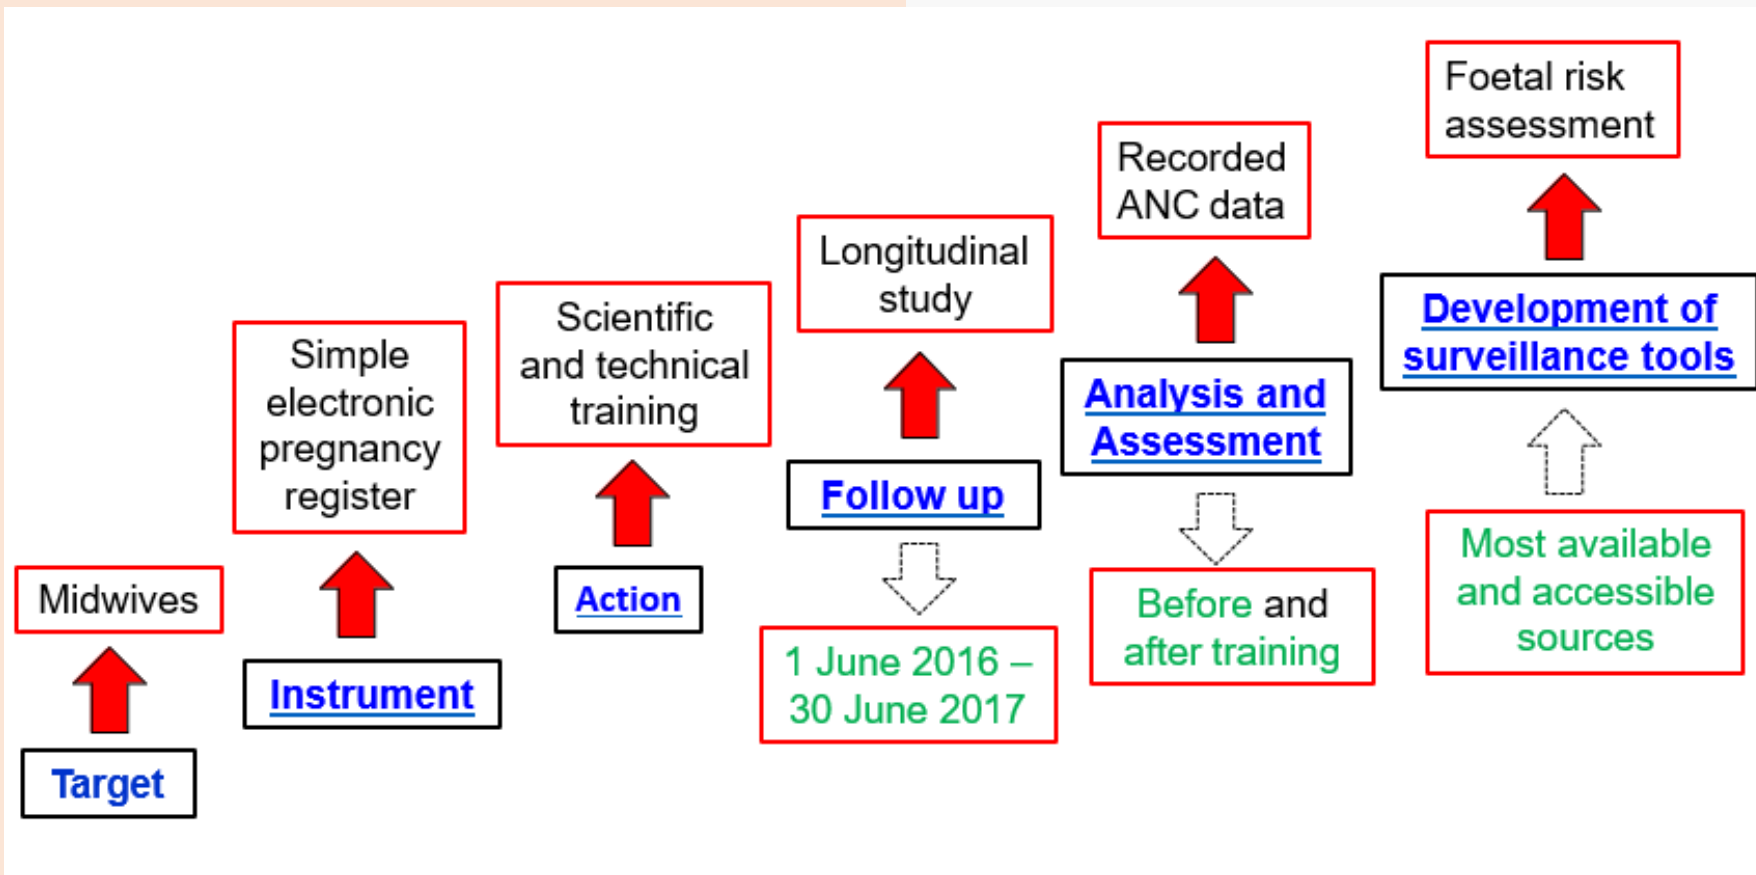 Midwives
Target
Simple
electronic
pregnancy
register
Instrument
Scientific
and technical
training
Action
Longitudinal
study
Follow up
1 June 2016 –
30 June 2017
Recorded
ANC data
Analysis and
Assessment
Before and
after training
Foetal risk
assessment
Development of
surveillance tools
Most available
and accessible
sources